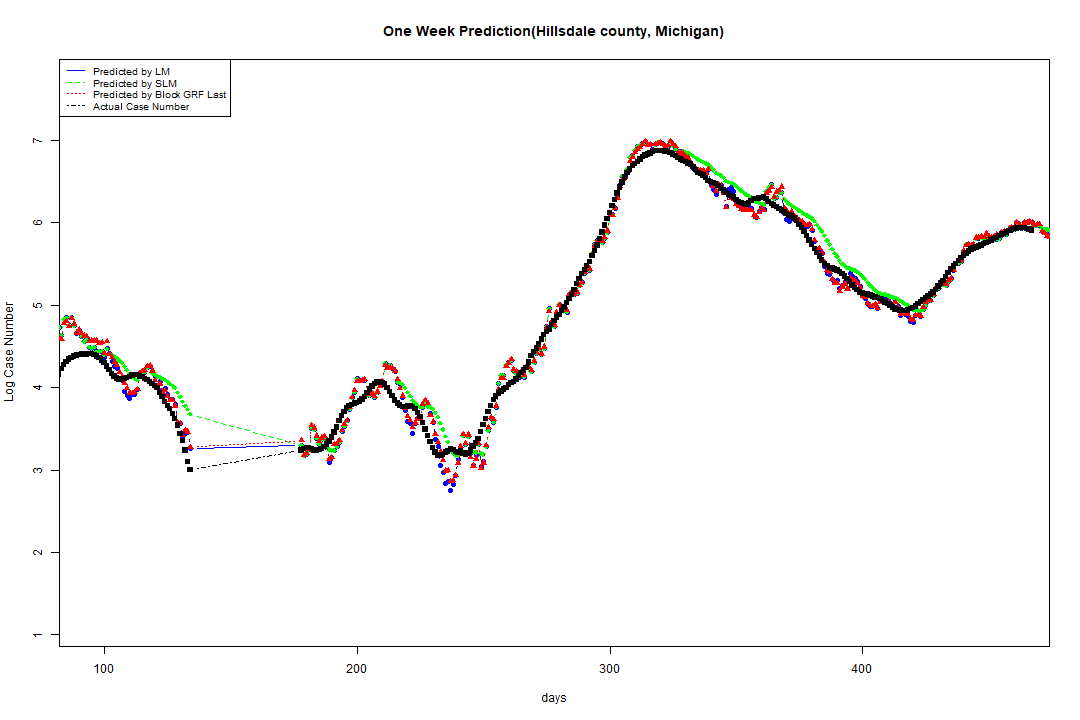 One Week Prediction(Hillsdale county, Michigan)
Predicted by LM
Predicted by SLM
Predicted by Block GRF Last
Actual Case Number
7
6
5
4
3
2
1
Log Case Number
100 200 300 400
days